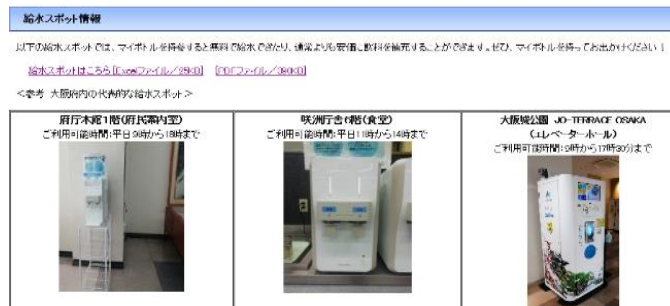 給水スポット情報
以下の給水スポットでは、マイボトルを持参すると無料で給水できたり、通常よりも安価に飲料を補充することができます。ぜひ、マイボトルを持ってお出かけください！
給水スポットはこちら [Excelファイル／25KB] [PDFファイル／390KB]
＜参考 大阪府内の代表的な給水スポット＞
府庁本館1階(府民案内室)
ご利用可能時間:平日9時から18時まで
咲洲庁舎6階(食堂)
ご利用可能時間:平日11時から14時まで
大阪城公園 JO-TERRACE OSAKA
(エレベーターホール)
ご利用可能時間:9時から17時30分まで